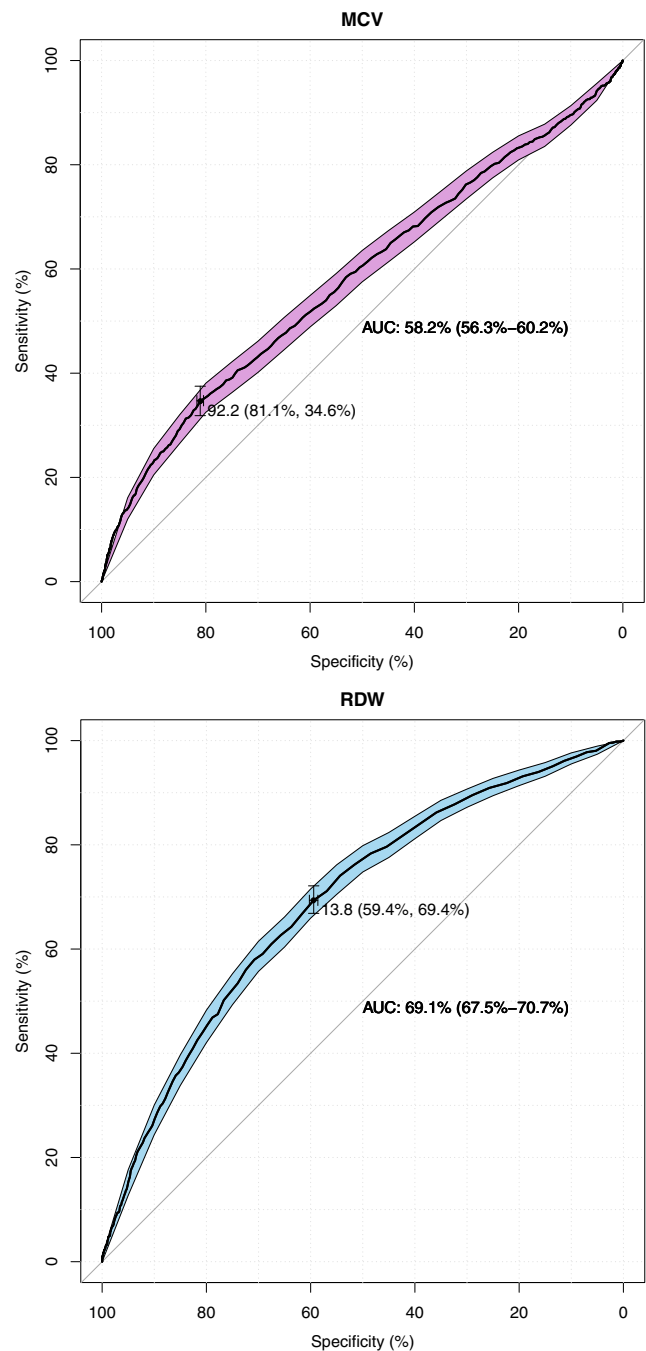 MCV
100
80
60
40
20
0
Sensitivity (%)
AUC: 58.2% (56.3%–60.2%)
92.2 (81.1%, 34.6%)
100 80 60 40 20 0
Specificity (%)
RDW
100
80
60
40
20
0
Sensitivity (%)
13.8 (59.4%, 69.4%)
AUC: 69.1% (67.5%–70.7%)
100 80 60 40 20 0
Specificity (%)